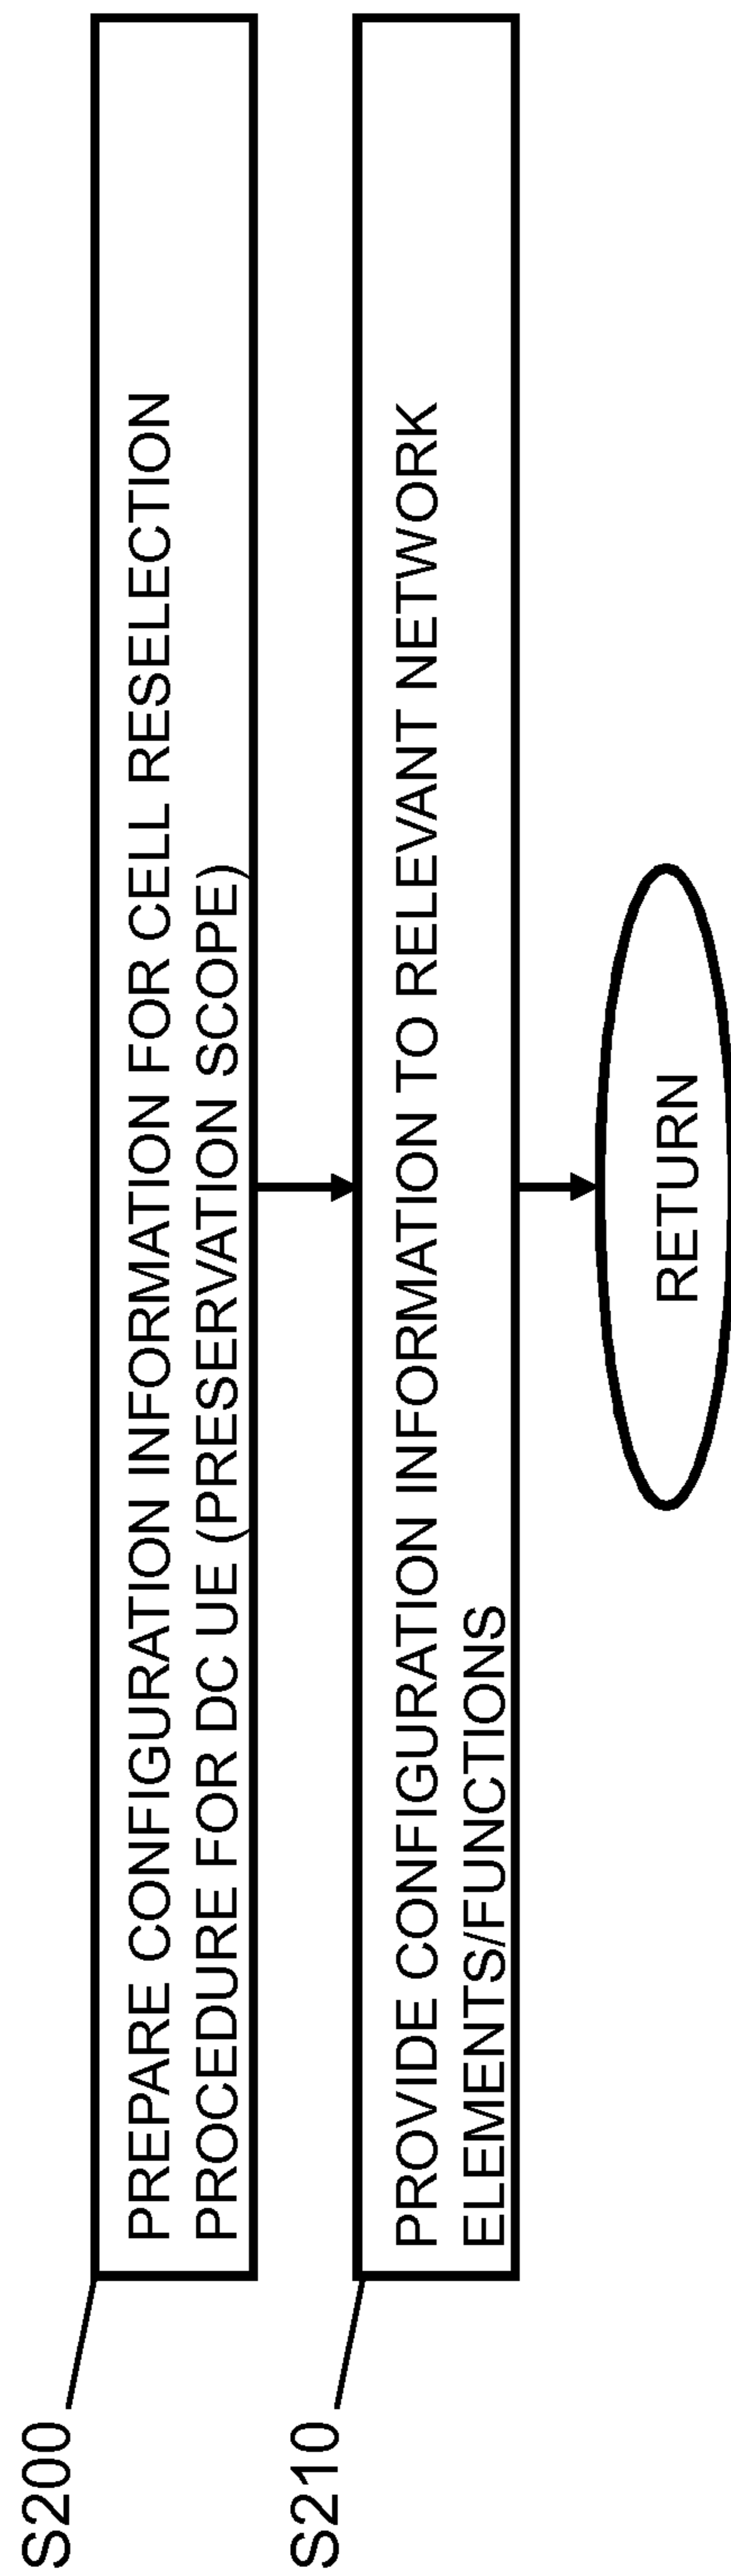 S200
PREPARE CONFIGURATION INFORMATION FOR CELL RESELECTION
PROCEDURE FOR DC UE (PRESERVATION SCOPE)
S210
PROVIDE CONFIGURATION INFORMATION TO RELEVANT NETWORK
ELEMENTS/FUNCTIONS
RETURN